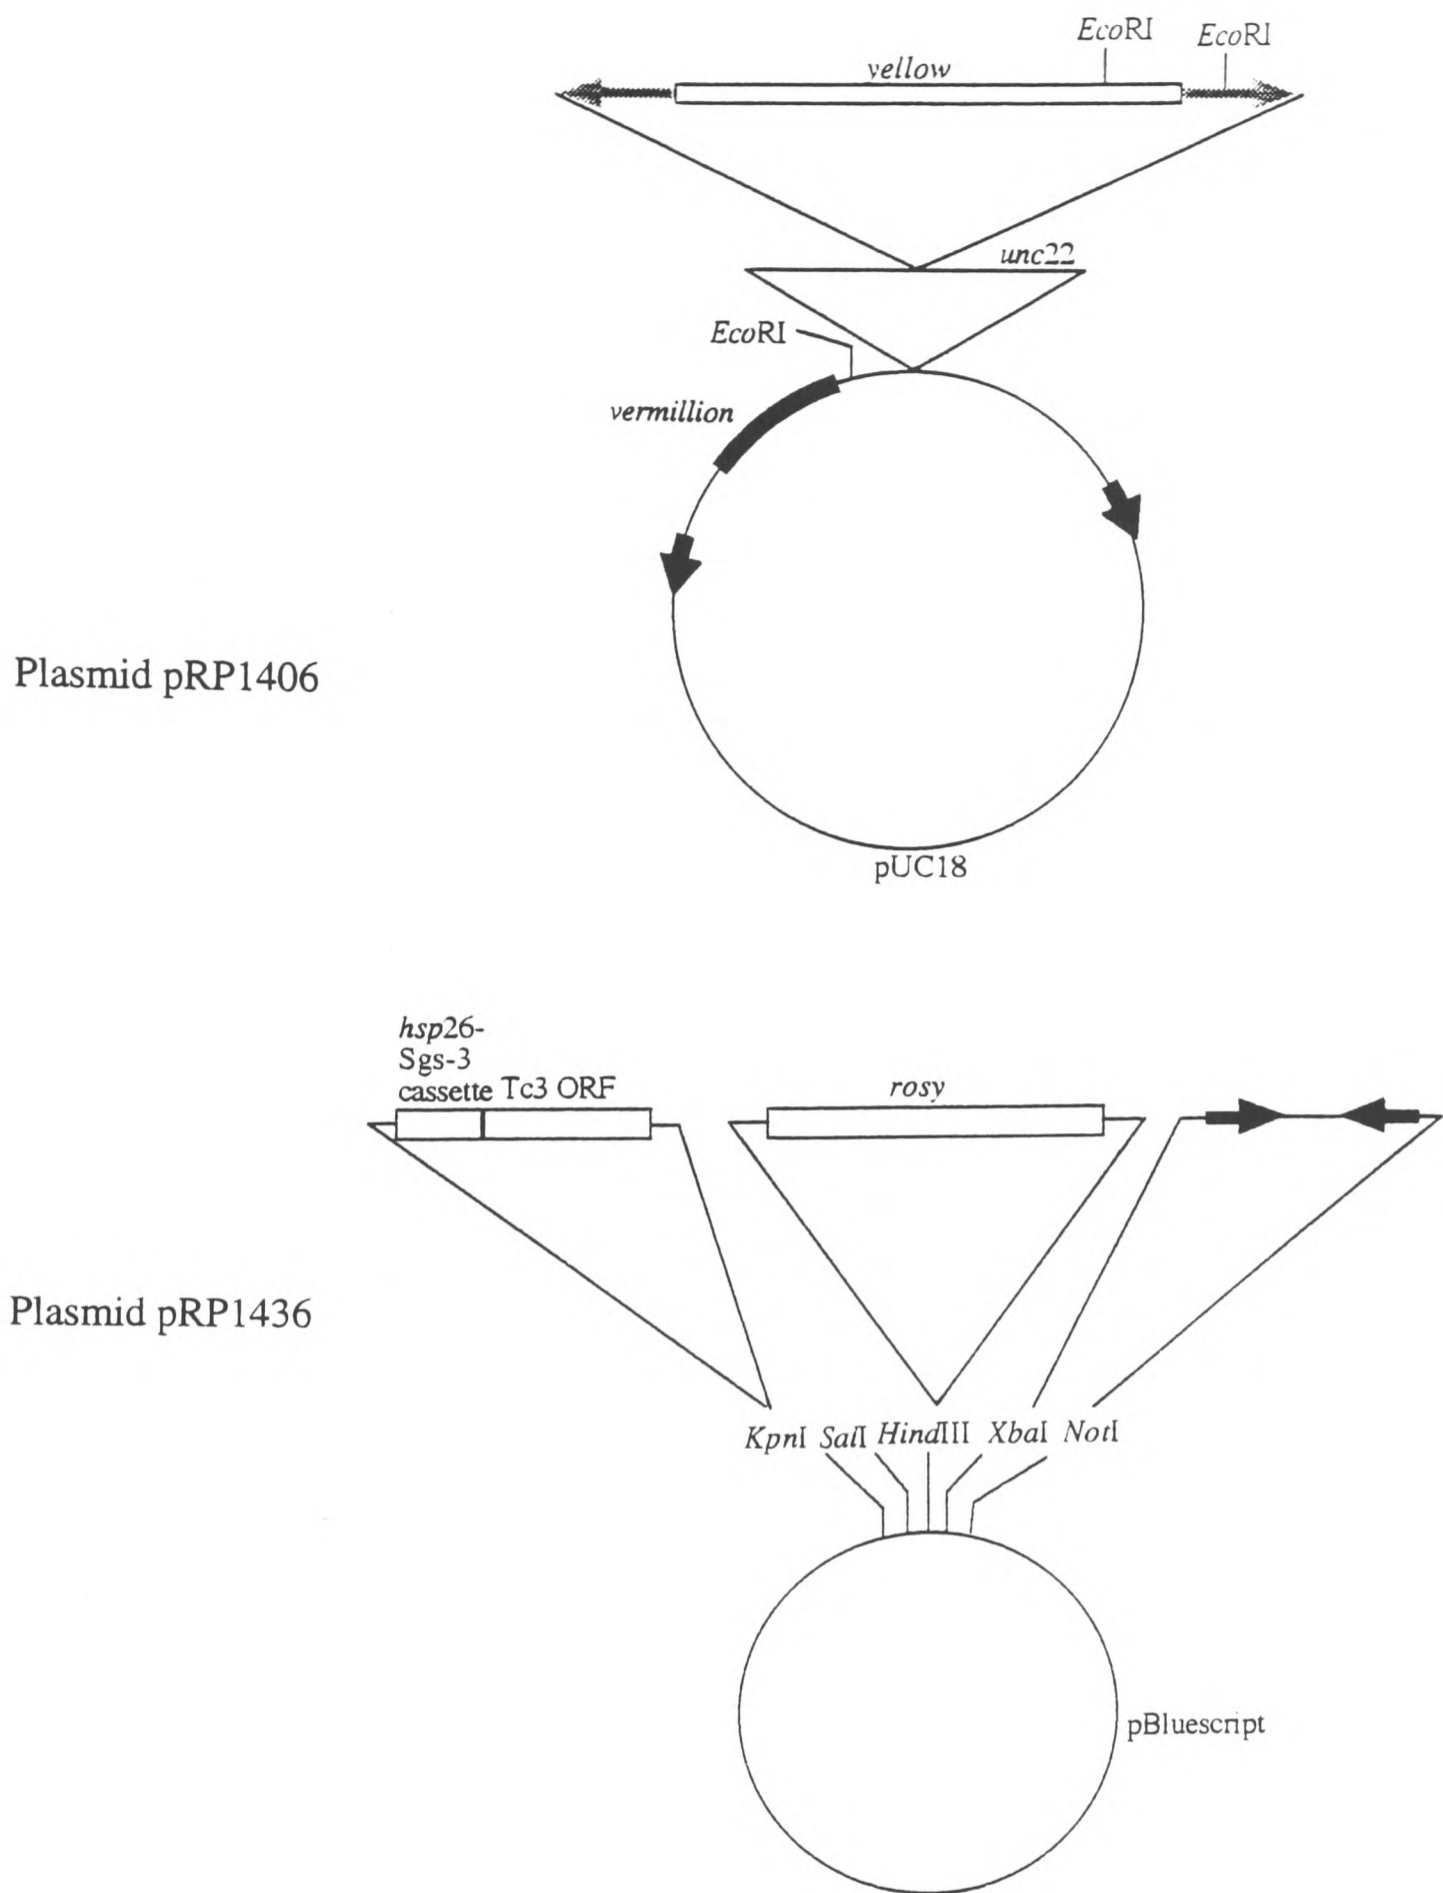 EcoRI EcoRI
yellow
unc22
EcoRI
vermillion
Plasmid pRP1406
pUC18
hsp26-
Sgs-3
cassette Tc3 ORF
rosy
Plasmid pRP1436
KpnI SalI HindIII XbaI NotI
pBluescript